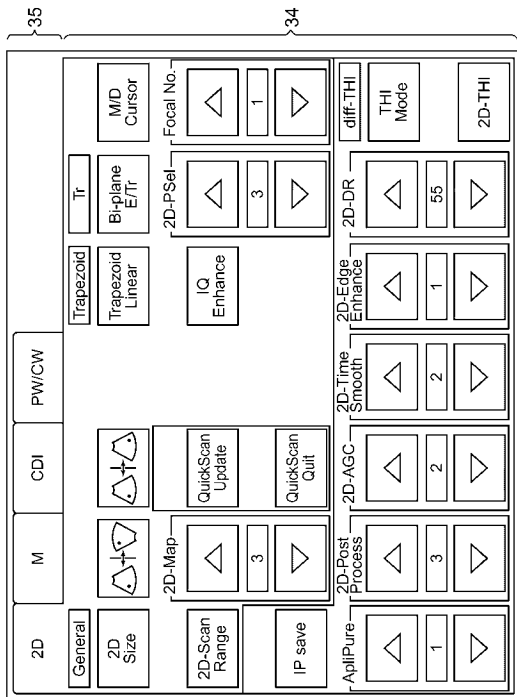 2D
M
CDI
PW/CW
35
General
Trapezoid
Tr
2D
Size
Trapezoid
Linear
Bi-plane
E/Tr
M/D
Cursor
2D-Scan
Range
2D-Map
3
QuickScan
Update
IQ
Enhance
2D-PSel
3
Focal No.
1
IP save
QuickScan
Quit
34
ApliPure
1
2D-Post
Process
3
2D-AGC
2
2D-Time
Smooth
2
2D-Edge
Enhance
1
2D-DR
55
diff-THI
THI
Mode
2D-THI